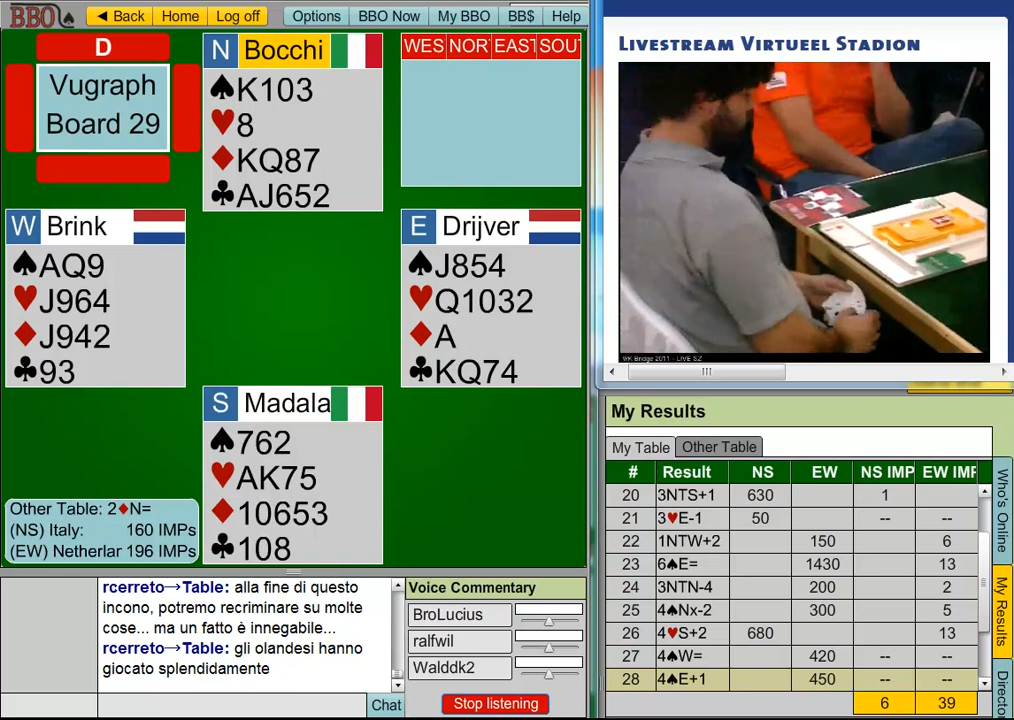 BBO ◄ Back Home Log off Options BBO Now My BBO BB$ Help
D
Vugraph
Board 29
N Bocchi
♠K103
♥8
♦KQ87
♣AJ652
WES NOR EAST SOU
W Brink
♠AQ9
♥J964
♦J942
♣93
E Drijver
♠J854
♥Q1032
♦A
♣KQ74
S Madala
♠762
♥AK75
♦10653
♣108
Other Table: 2♦N=
(NS) Italy: 160 IMPs
(EW) Netherlar 196 IMPs
rcerreto→Table: alla fine di questo
incono, potremo recriminare su molte
cose... ma un fatto è innegabile...
rcerreto→Table: gli olandesi hanno
giocato splendidamente
Chat
Voice Commentary
BroLucius
ralfwil
Walddk2
Stop listening
Livestream Virtueel Stadion
WK Bridge 2011 - LIVE SZ
My Results
My Table Other Table
# Result NS EW NS IMP EW IMF
20 3NTS+1 630 1
21 3♥E-1 50 -- --
22 1NTW+2 150 6
23 6♠E= 1430 13
24 3NTN-4 200 2
25 4♠Nx-2 300 5
26 4♥S+2 680 13
27 4♠W= 420 -- --
28 4♠E+1 450 -- --
6 39
Who's Online
My Results
Director